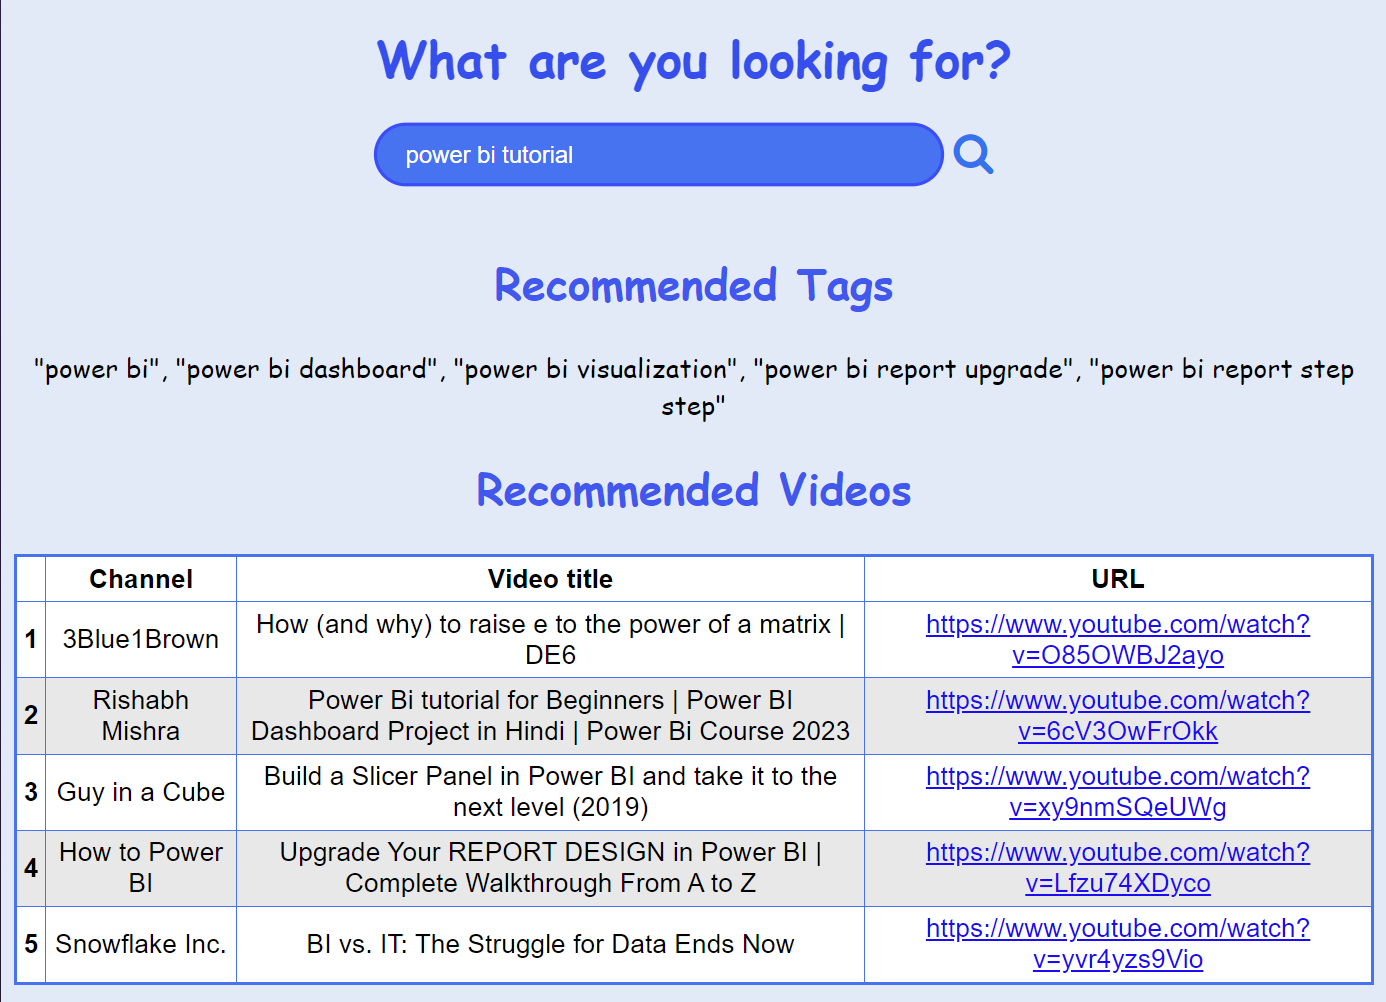 What are you looking for?
power bi tutorial
Recommended Tags
"power bi", "power bi dashboard", "power bi visualization", "power bi report upgrade", "power bi report step
step"
Recommended Videos
Channel Video title URL
1 3Blue1Brown How (and why) to raise e to the power of a matrix |
DE6 https://www.youtube.com/watch?
v=O85OWBJ2ayo
2 Rishabh
Mishra Power Bi tutorial for Beginners | Power BI
Dashboard Project in Hindi | Power Bi Course 2023 https://www.youtube.com/watch?
v=6cV3OwFrOkk
3 Guy in a Cube Build a Slicer Panel in Power BI and take it to the
next level (2019) https://www.youtube.com/watch?
v=xy9nmSQeUWg
4 How to Power
BI Upgrade Your REPORT DESIGN in Power BI |
Complete Walkthrough From A to Z https://www.youtube.com/watch?
v=Lfzu74XDyco
5 Snowflake Inc. BI vs. IT: The Struggle for Data Ends Now https://www.youtube.com/watch?
v=yvr4yzs9Vio